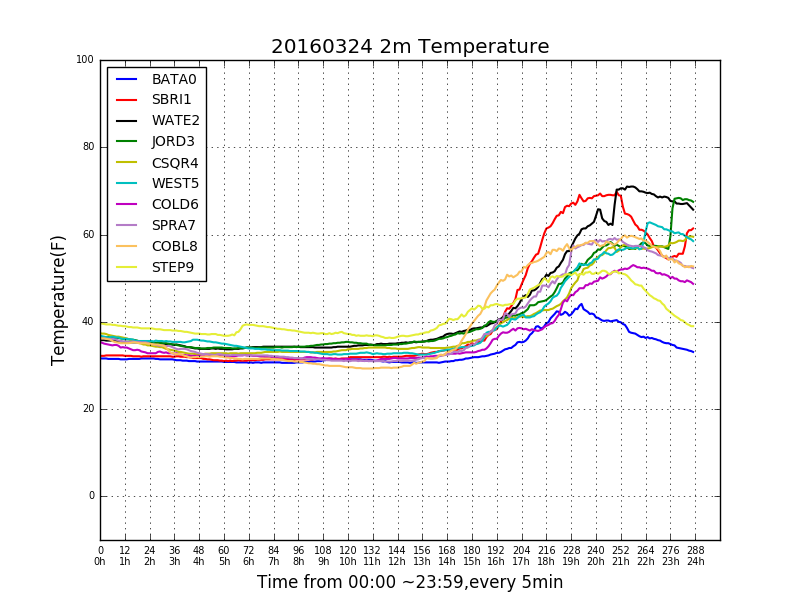 20160324 2m Temperature
100
80
60
40
20
0
Temperature(F)
BATA0
SBRI1
WATE2
JORD3
CSQR4
WEST5
COLD6
SPRA7
COBL8
STEP9
0 12 24 36 48 60 72 84 96 108 120 132 144 156 168 180 192 204 216 228 240 252 264 276 288
0h 1h 2h 3h 4h 5h 6h 7h 8h 9h 10h 11h 12h 13h 14h 15h 16h 17h 18h 19h 20h 21h 22h 23h 24h
Time from 00:00 ~23:59,every 5min